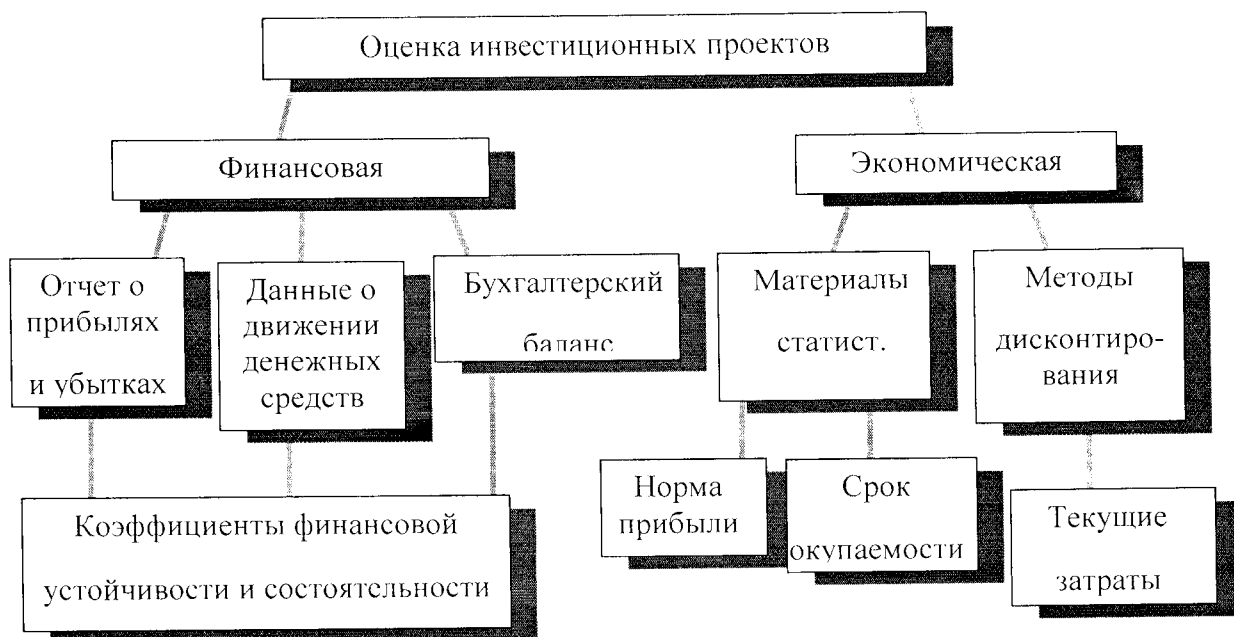 Оценка инвестиционных проектов
Финансовая
Экономическая
Отчет о
прибылях
и убытках
Данные о
движении
денежных
средств
Бухгалтерский
баланс
Материалы
статист.
Методы
дисконтиро-
вания
Норма
прибыли
Срок
окупаемости
Текущие
затраты
Коэффициенты финансовой
устойчивости и состоятельности